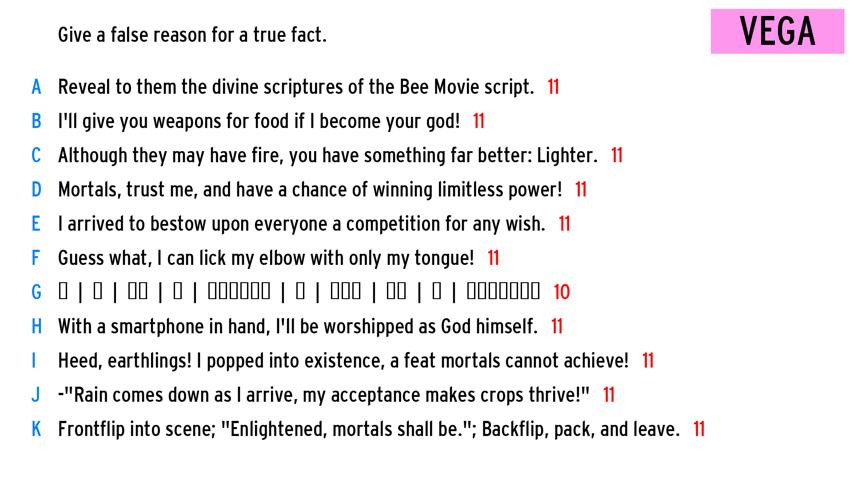 Give a false reason for a true fact.
VEGA
A Reveal to them the divine scriptures of the Bee Movie script. 11
B I'll give you weapons for food if I become your god! 11
C Although they may have fire, you have something far better: Lighter. 11
D Mortals, trust me, and have a chance of winning limitless power! 11
E I arrived to bestow upon everyone a competition for any wish. 11
F Guess what, I can lick my elbow with only my tongue! 11
G | | | | | | | | | 10
H With a smartphone in hand, I'll be worshipped as God himself. 11
I Heed, earthlings! I popped into existence, a feat mortals cannot achieve! 11
J -"Rain comes down as I arrive, my acceptance makes crops thrive!" 11
K Frontflip into scene; "Enlightened, mortals shall be."; Backflip, pack, and leave. 11